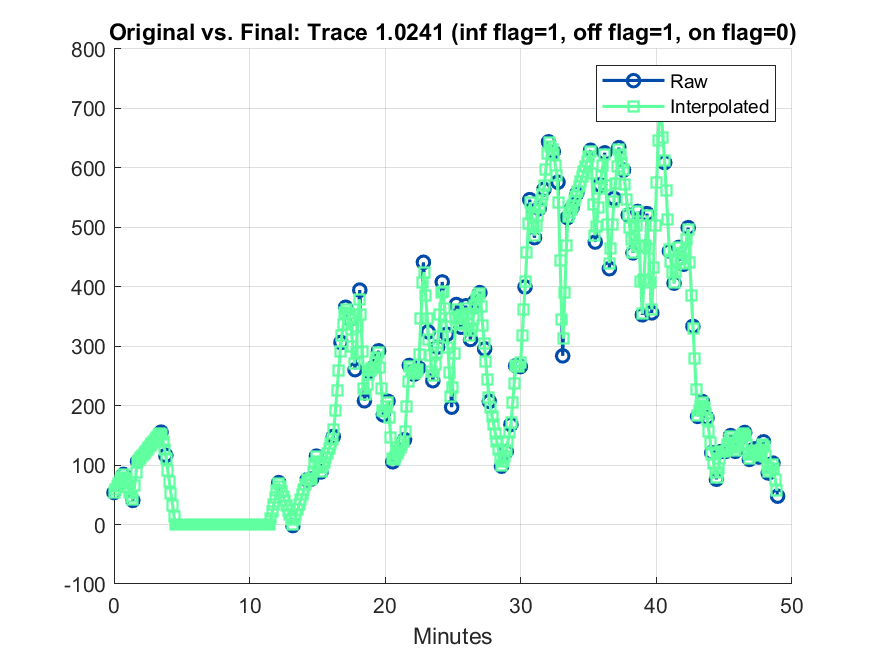 Original vs. Final: Trace 1.0241 (inf flag=1, off flag=1, on flag=0)
800
700
600
500
400
300
200
100
0
-100
Raw
Interpolated
0 10 20 30 40 50
Minutes